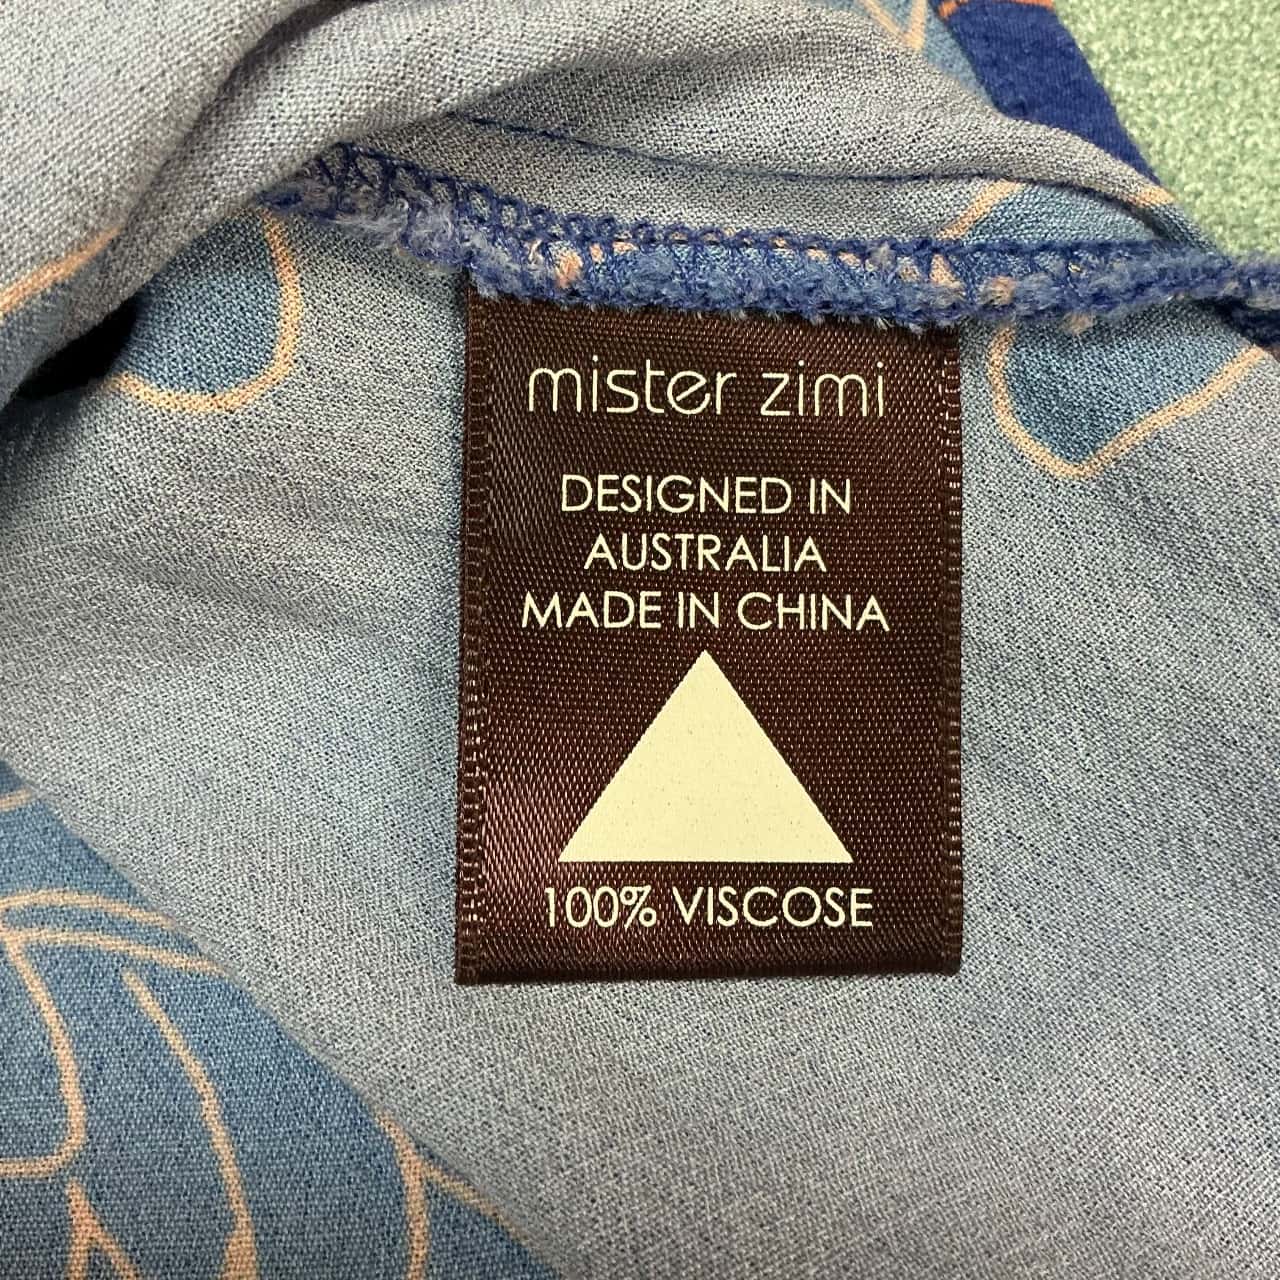 mister zimi
DESIGNED IN
AUSTRALIA
MADE IN CHINA
100% VISCOSE